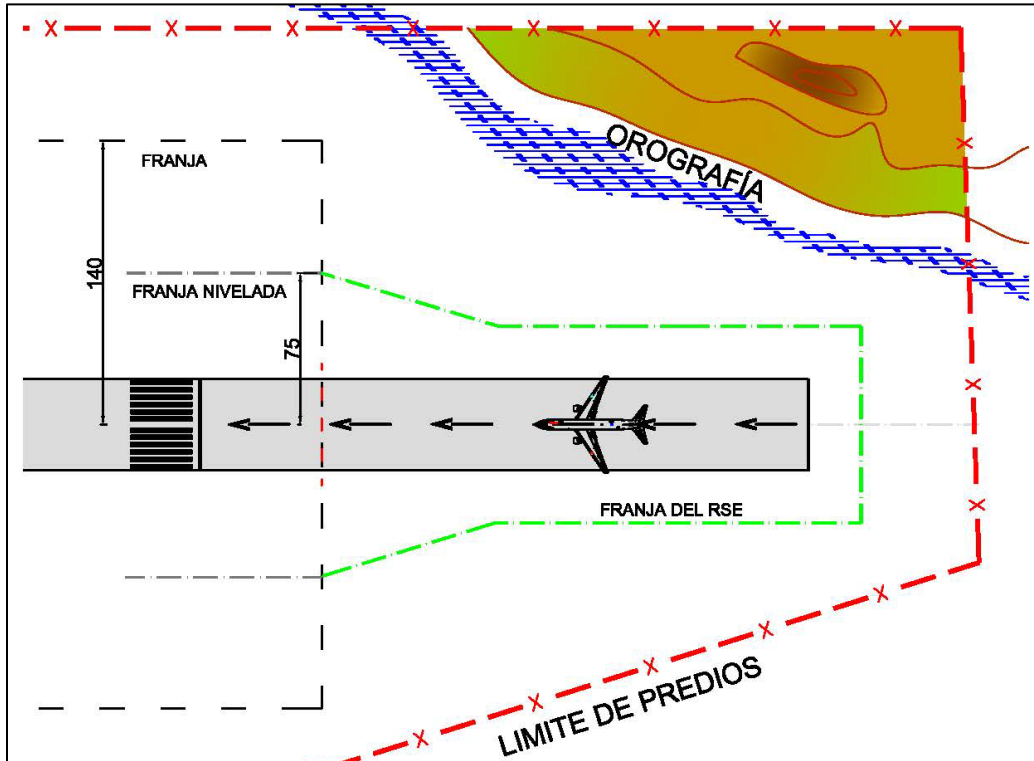 FRANJA
OROGRAFÍA
140
FRANJA NIVELADA
75
FRANJA DEL RSE
LIMITE DE PREDIOS